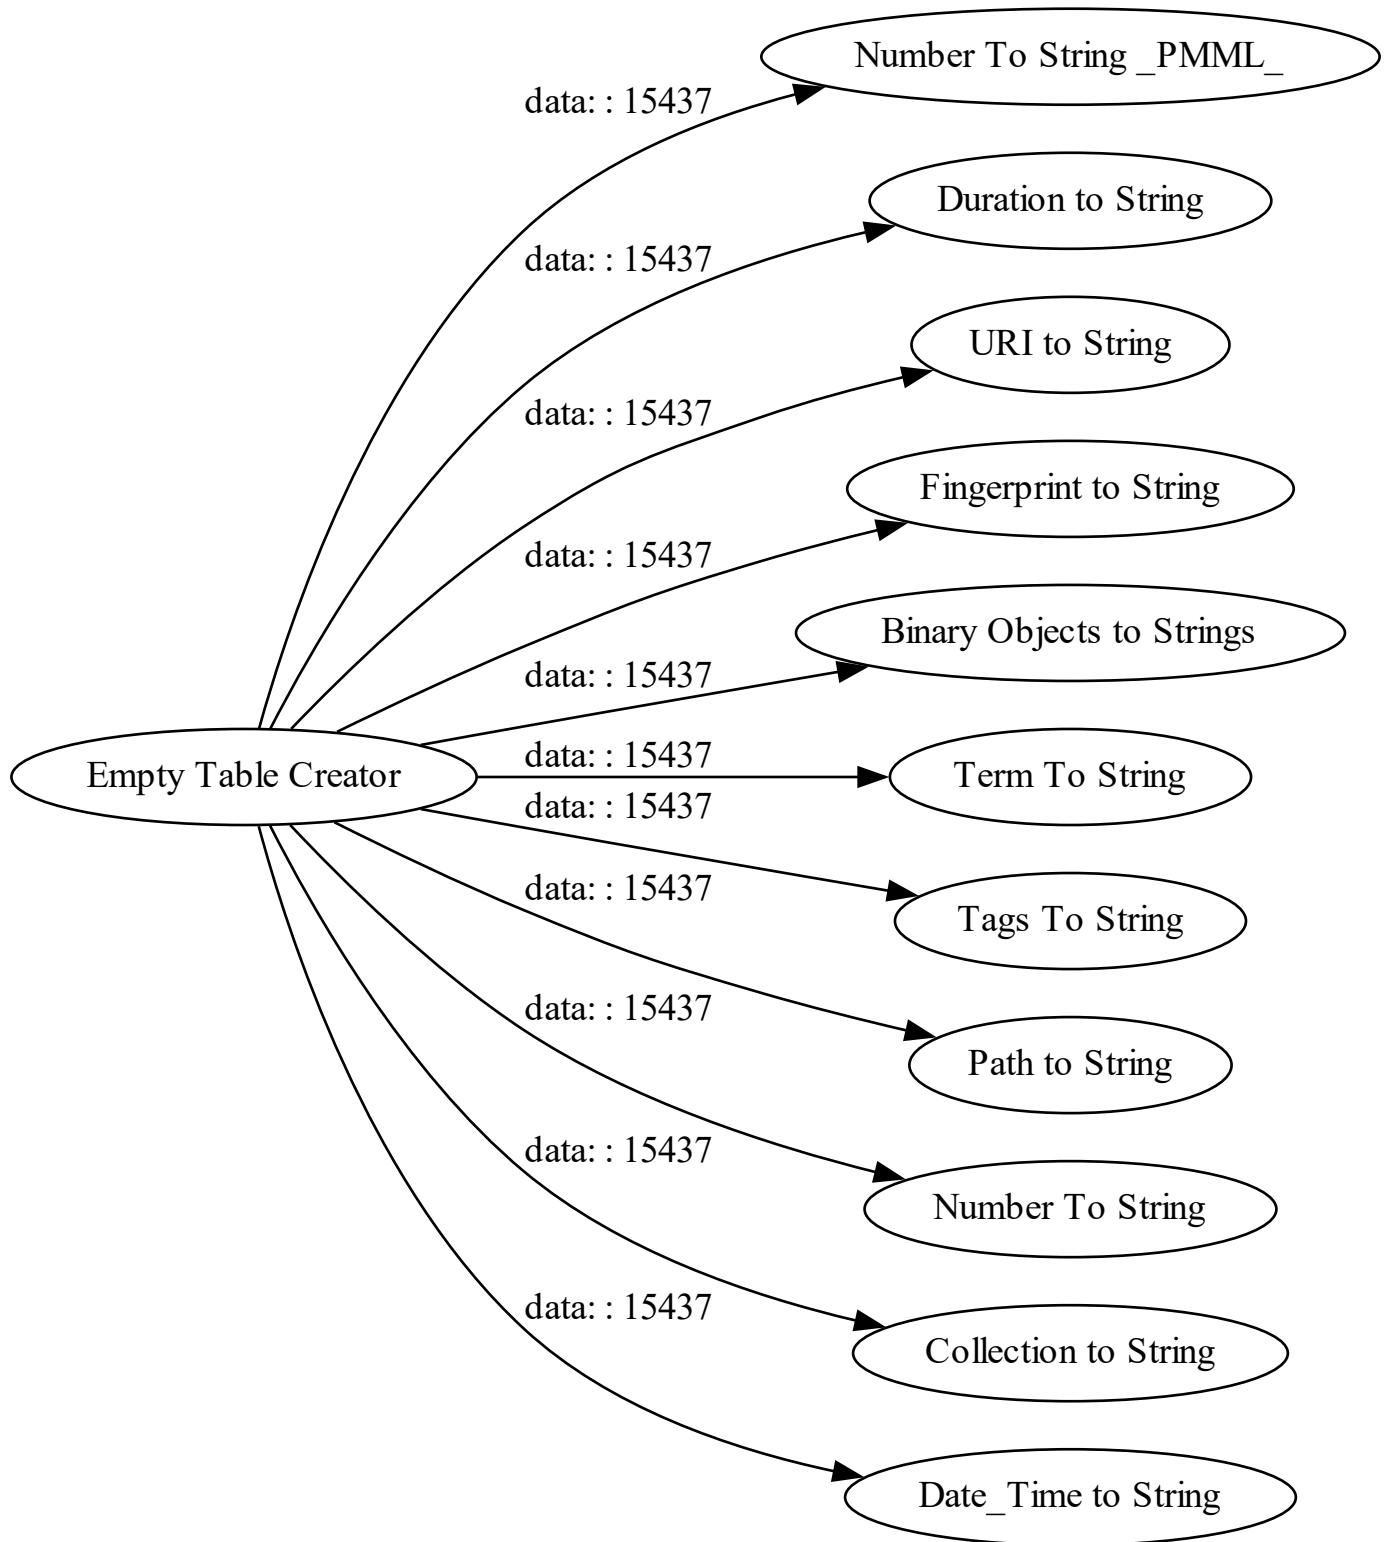 Number To String _PMML_
data: : 15437
Duration to String
data: : 15437
URI to String
data: : 15437
Fingerprint to String
data: : 15437
Binary Objects to Strings
data: : 15437
Empty Table Creator
data: : 15437
Term To String
data: : 15437
Tags To String
data: : 15437
Path to String
data: : 15437
Number To String
data: : 15437
Collection to String
data: : 15437
Date_Time to String